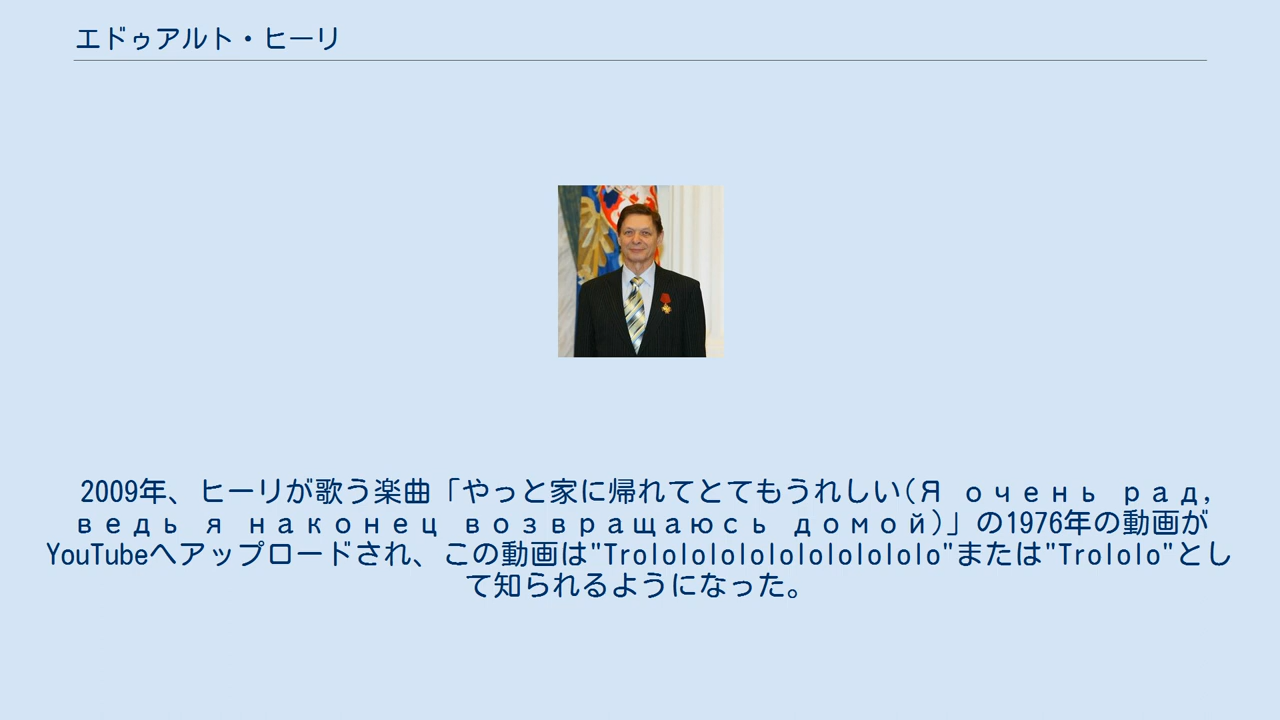 エドゥアルト・ヒーリ
2009年、ヒーリが歌う楽曲「やっと家に帰れてとてもうれしい(Я очень рад,
ведь я наконец возвращаюсь домой)」の1976年の動画が
YouTubeへアップロードされ、この動画は"Trolololololololololololo"または"Trololo"とし
て知られるようになった。